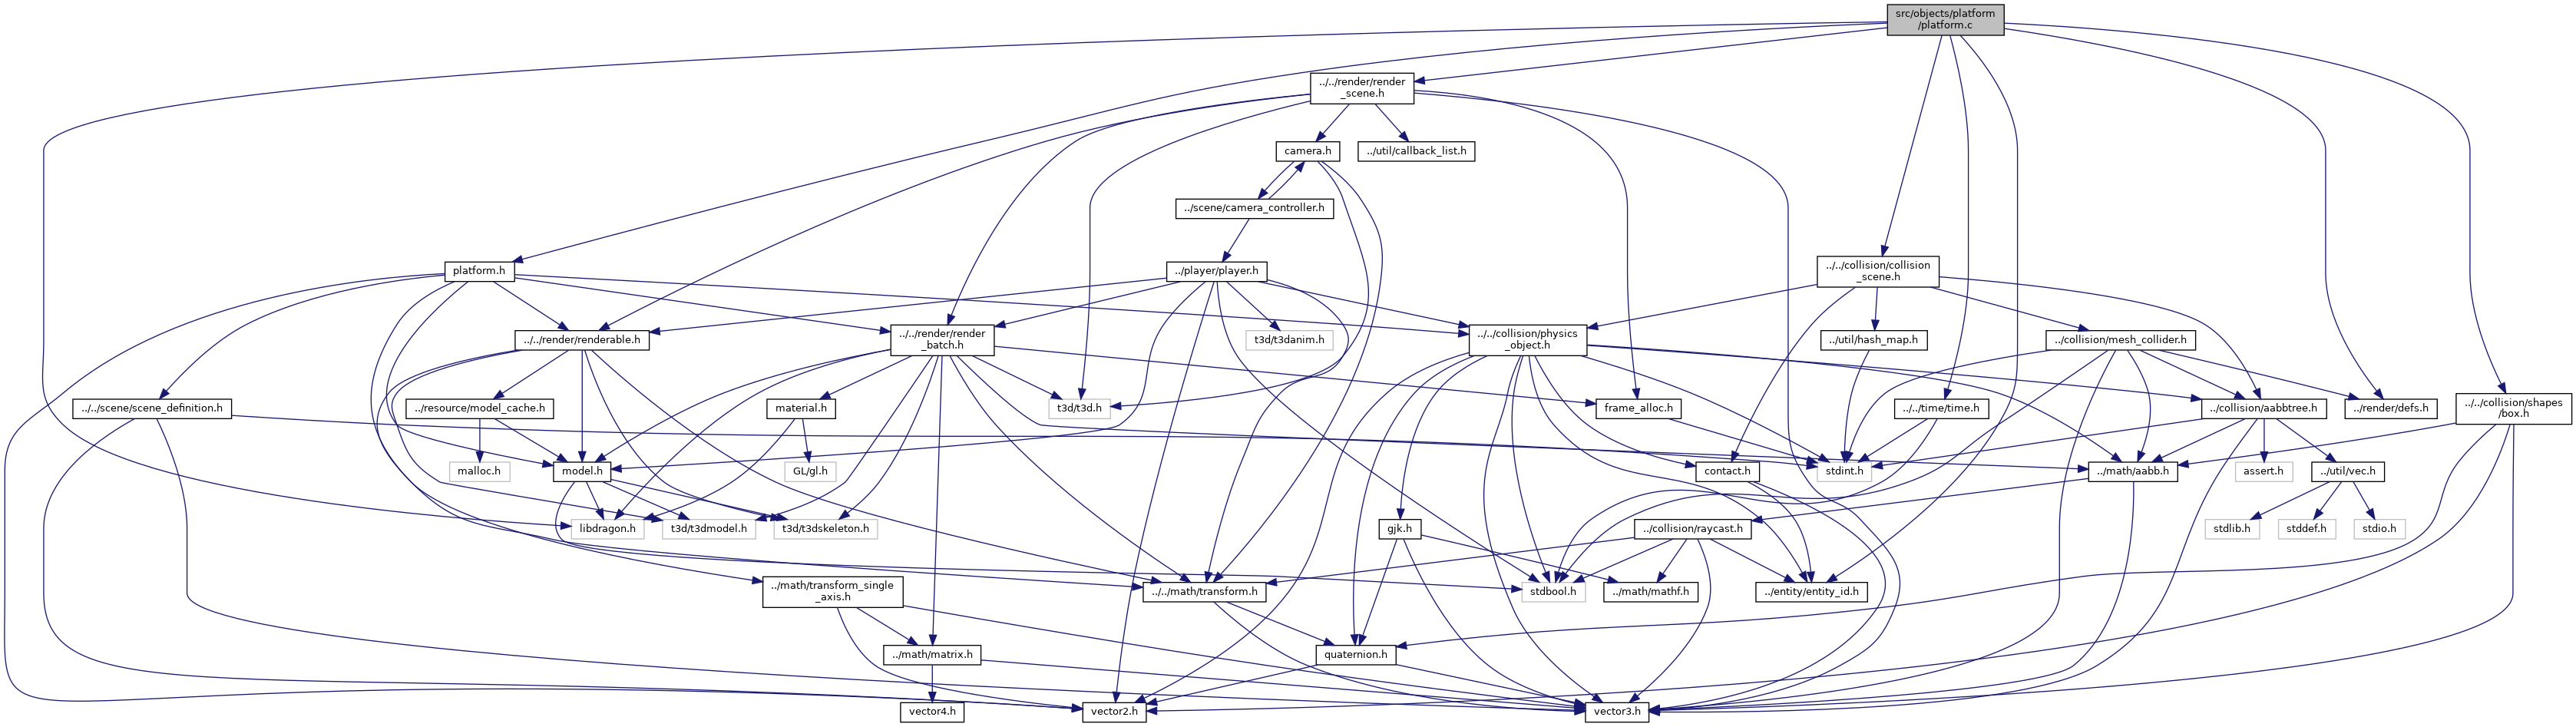 src/objects/platform
/platform.c
../../render/render
_scene.h
camera.h
../util/callback_list.h
../scene/camera_controller.h
platform.h
../player/player.h
../../collision/collision
_scene.h
../../render/renderable.h
../../render/render
_batch.h
t3d/t3danim.h
../../collision/physics
_object.h
../util/hash_map.h
../collision/mesh_collider.h
../../scene/scene_definition.h
../resource/model_cache.h
material.h
t3d/t3d.h
frame_alloc.h
../../time/time.h
../collision/aabbtree.h
../render/defs.h
../../collision/shapes
/box.h
malloc.h
model.h
GL/gl.h
contact.h
stdint.h
../math/aabb.h
assert.h
../util/vec.h
libdragon.h
t3d/t3dmodel.h
t3d/t3dskeleton.h
gjk.h
../collision/raycast.h
stdlib.h
stddef.h
stdio.h
../math/transform_single
_axis.h
../../math/transform.h
stdbool.h
../math/mathf.h
../entity/entity_id.h
../math/matrix.h
quaternion.h
vector4.h
vector2.h
vector3.h